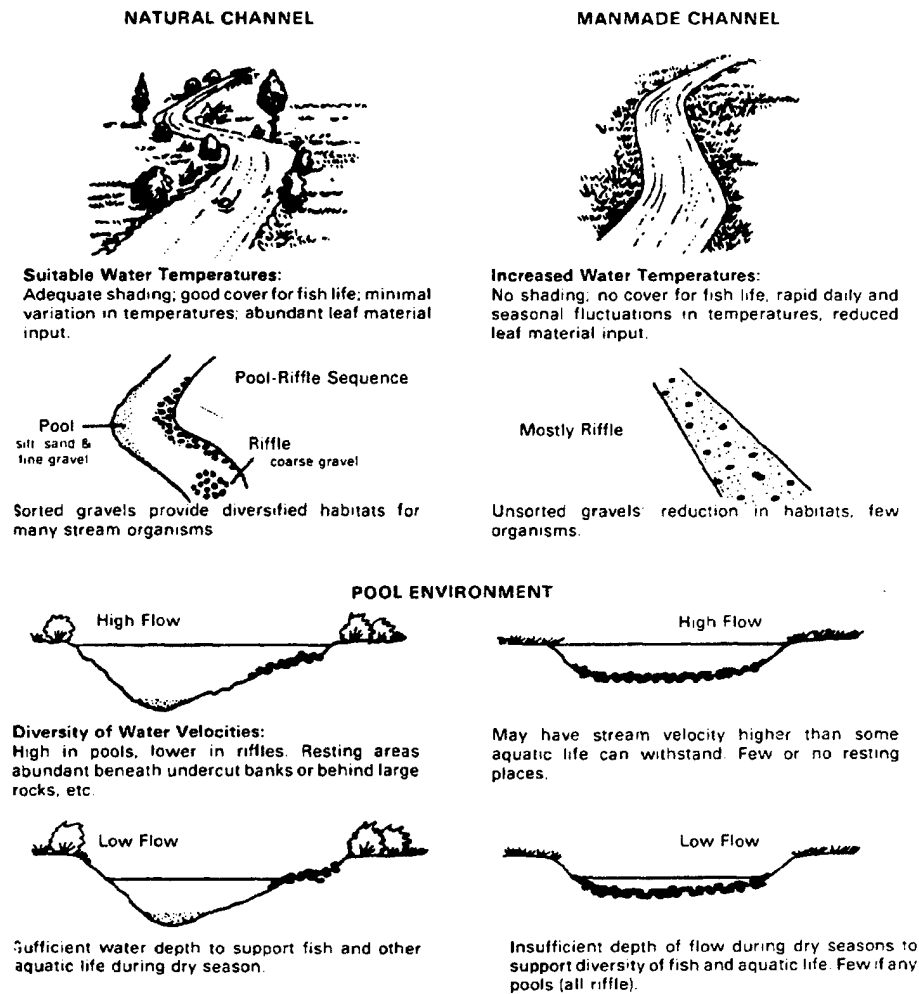 NATURAL CHANNEL
MANMADE CHANNEL
Suitable Water Temperatures:
Adequate shading; good cover for fish life; minimal
variation in temperatures; abundant leaf material
input.
Increased Water Temperatures:
No shading; no cover for fish life, rapid daily and
seasonal fluctuations in temperatures, reduced
leaf material input.
Pool-Riffle Sequence
Pool
silt sand &
fine gravel
Riffle
coarse gravel
Sorted gravels provide diversified habitats for
many stream organisms
Mostly Riffle
Unsorted gravels reduction in habitats, few
organisms.
POOL ENVIRONMENT
High Flow
Diversity of Water Velocities:
High in pools, lower in riffles. Resting areas
abundant beneath undercut banks or behind large
rocks, etc.
High Flow
May have stream velocity higher than some
aquatic life can withstand. Few or no resting
places.
Low Flow
Sufficient water depth to support fish and other
aquatic life during dry season.
Low Flow
Insufficient depth of flow during dry seasons to
support diversity of fish and aquatic life. Few if any
pools (all riffle).